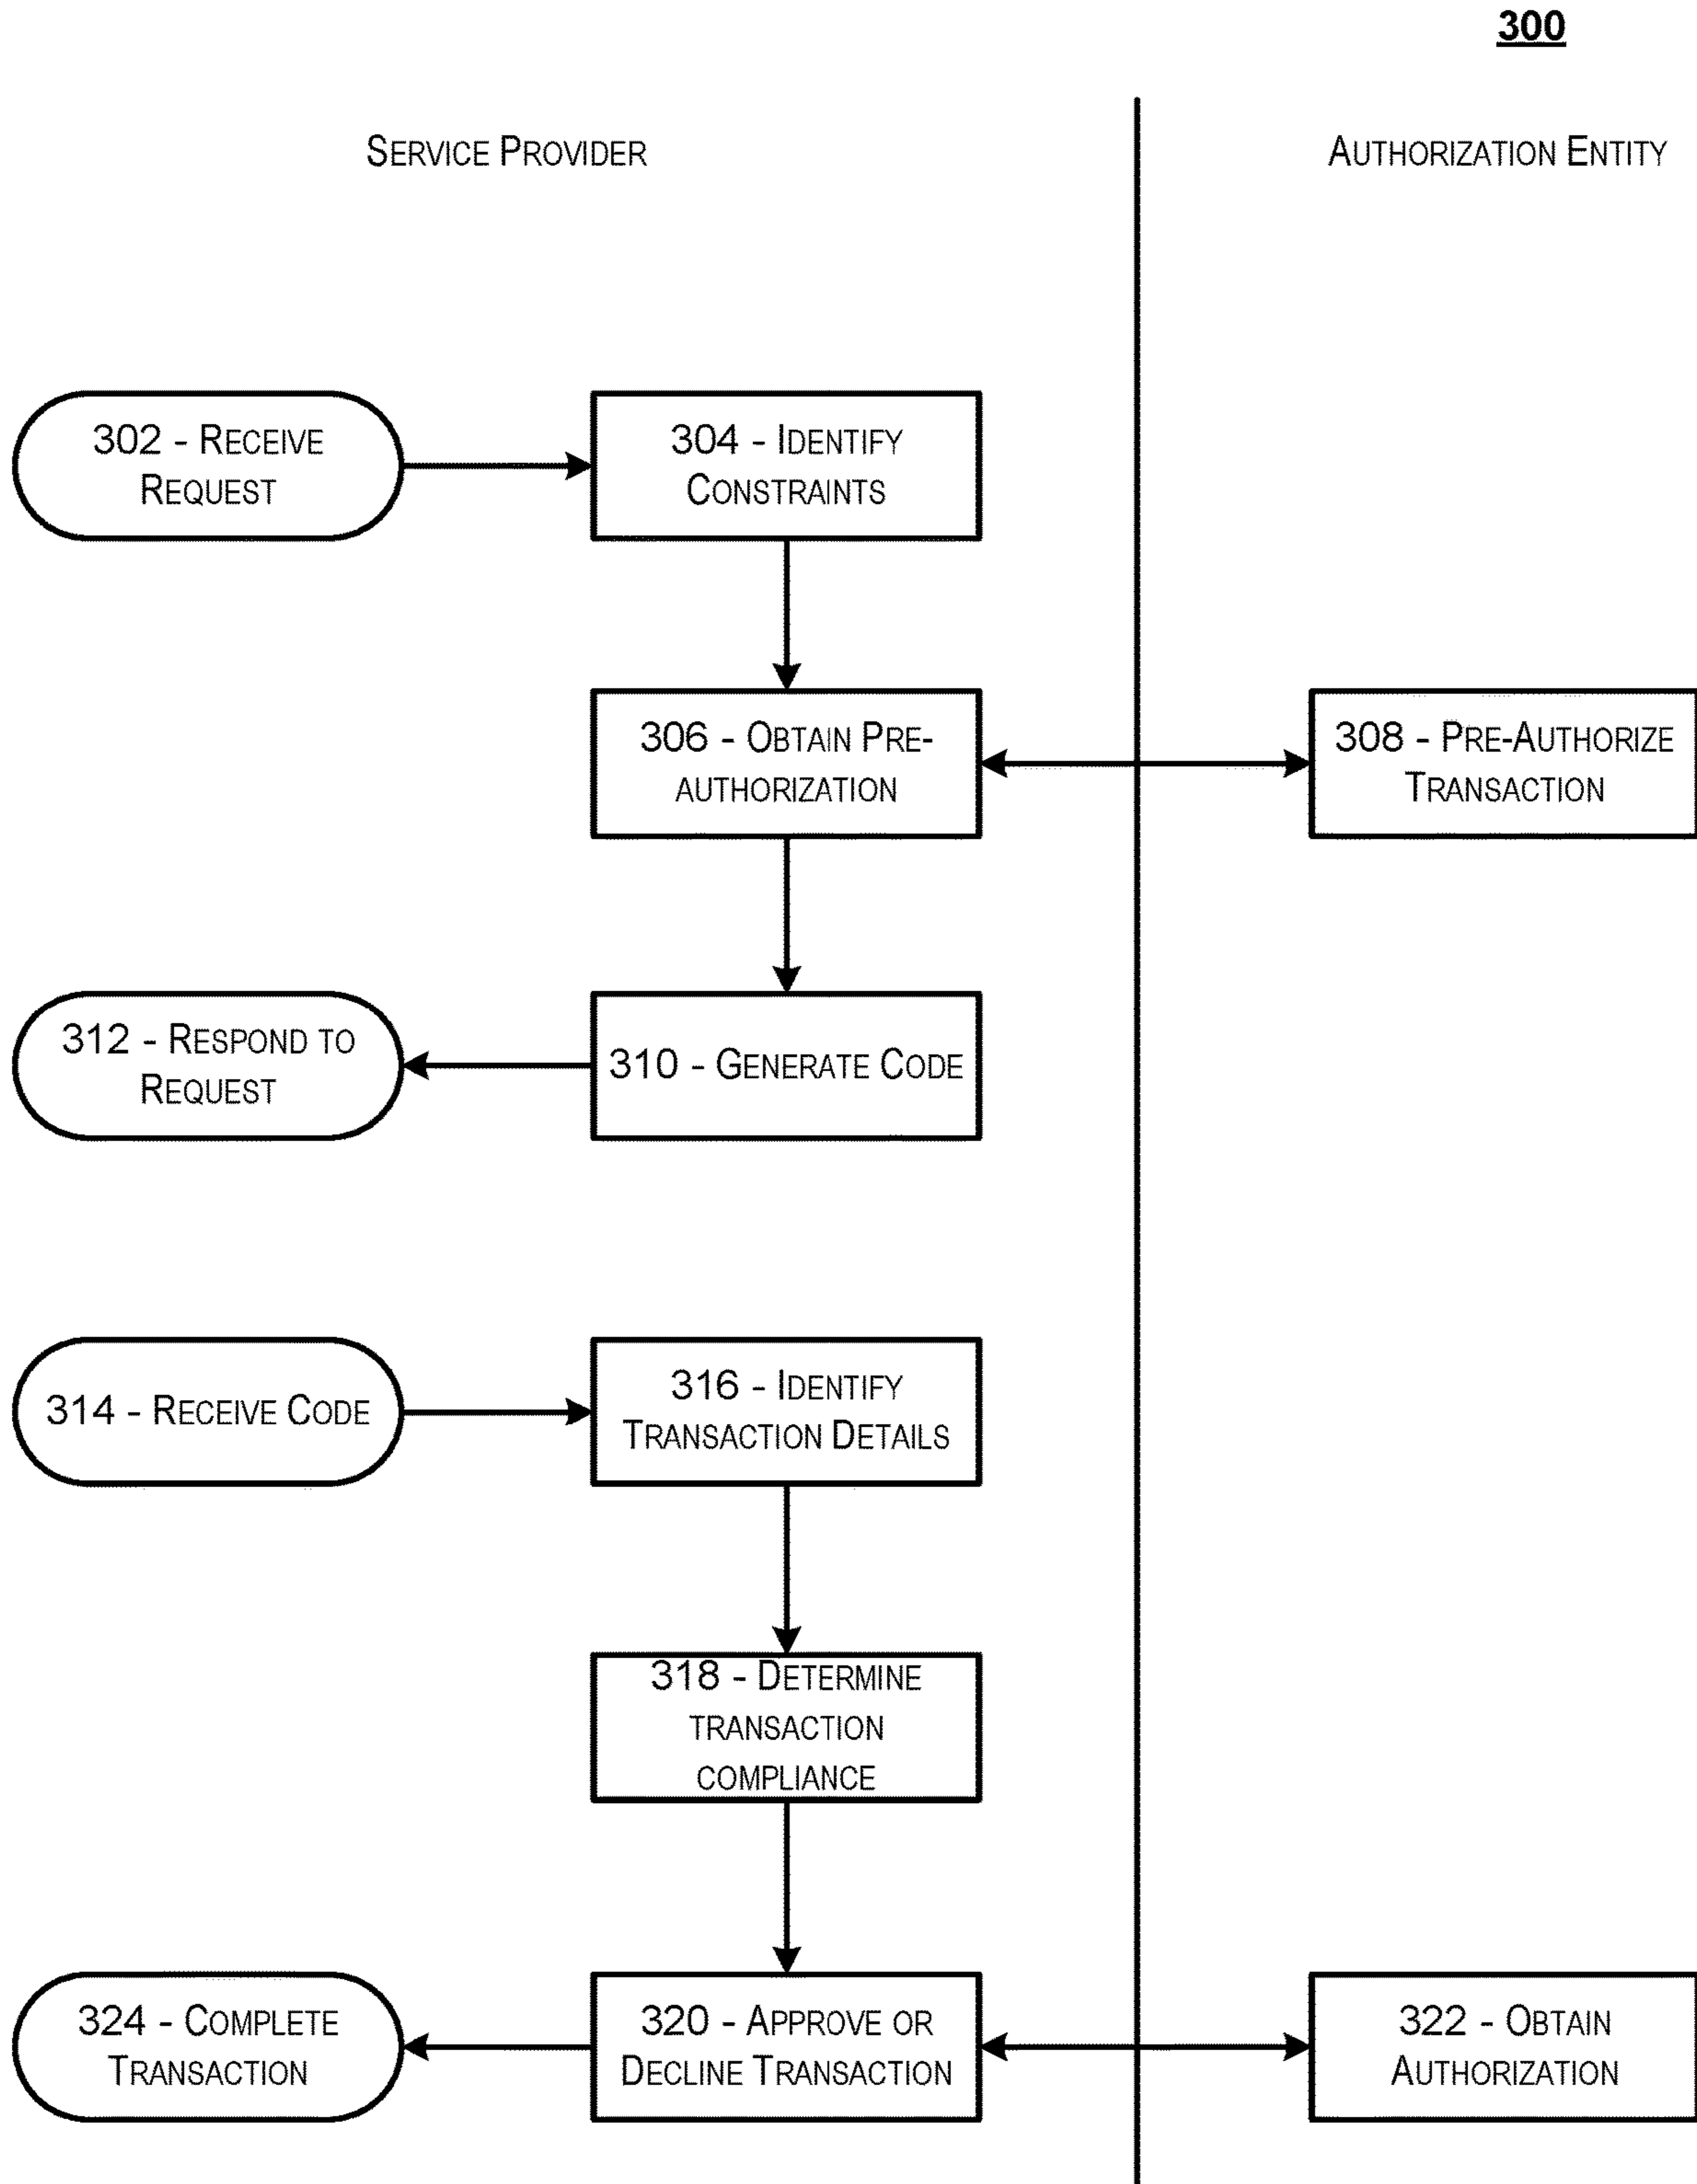 300
Service Provider
Authorization Entity
302 - Receive
Request
304 - Identify
Constraints
306 - Obtain Pre-
authorization
308 - Pre-Authorize
Transaction
312 - Respond to
Request
310 - Generate Code
314 - Receive Code
316 - Identify
Transaction Details
318 - Determine
transaction
compliance
324 - Complete
Transaction
320 - Approve or
Decline Transaction
322 - Obtain
Authorization